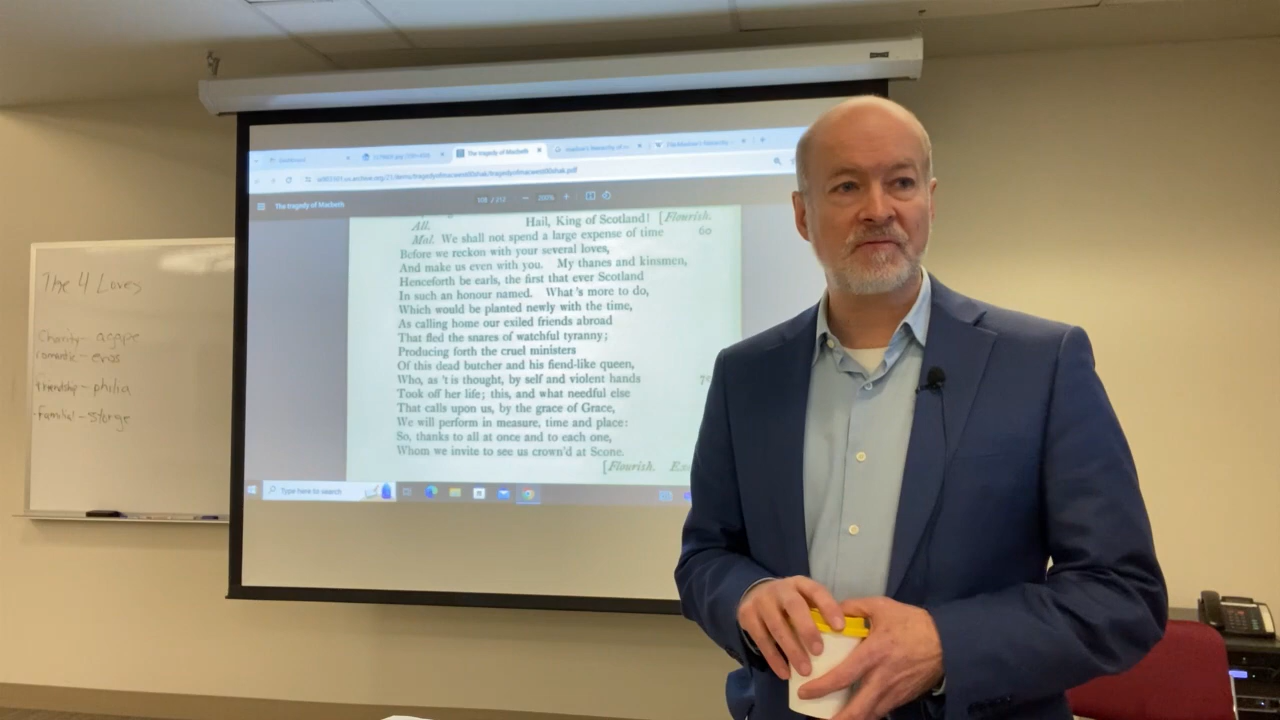 The 4 Loves
Charity - agape
romantic - eros
friendship - philia
Familial - storge
Dashboard
The tragedy of Macbeth
The tragedy of Macbeth
108 / 212
200%
All. Hail, King of Scotland! [Flourish.
Mal. We shall not spend a large expense of time 60
Before we reckon with your several loves,
And make us even with you. My thanes and kinsmen,
Henceforth be earls, the first that ever Scotland
In such an honour named. What's more to do,
Which would be planted newly with the time,
As calling home our exiled friends abroad
That fled the snares of watchful tyranny;
Producing forth the cruel ministers
Of this dead butcher and his fiend-like queen,
Who, as 't is thought, by self and violent hands 70
Took off her life; this, and what needful else
That calls upon us, by the grace of Grace,
We will perform in measure, time and place:
So, thanks to all at once and to each one,
Whom we invite to see us crown'd at Scone.
[Flourish.
Type here to search